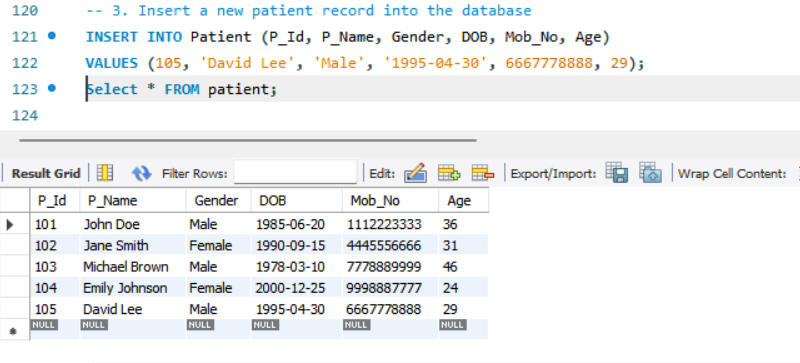 120 -- 3. Insert a new patient record into the database
121 INSERT INTO Patient (P_Id, P_Name, Gender, DOB, Mob_No, Age)
122 VALUES (105, 'David Lee', 'Male', '1995-04-30', 6667778888, 29);
123 Select * FROM patient;
124
Result Grid Filter Rows: Edit: Export/Import: Wrap Cell Content:
P_Id P_Name Gender DOB Mob_No Age
101 John Doe Male 1985-06-20 1112223333 36
102 Jane Smith Female 1990-09-15 4445556666 31
103 Michael Brown Male 1978-03-10 7778889999 46
104 Emily Johnson Female 2000-12-25 9998887777 24
105 David Lee Male 1995-04-30 6667778888 29
NULL NULL NULL NULL NULL NULL